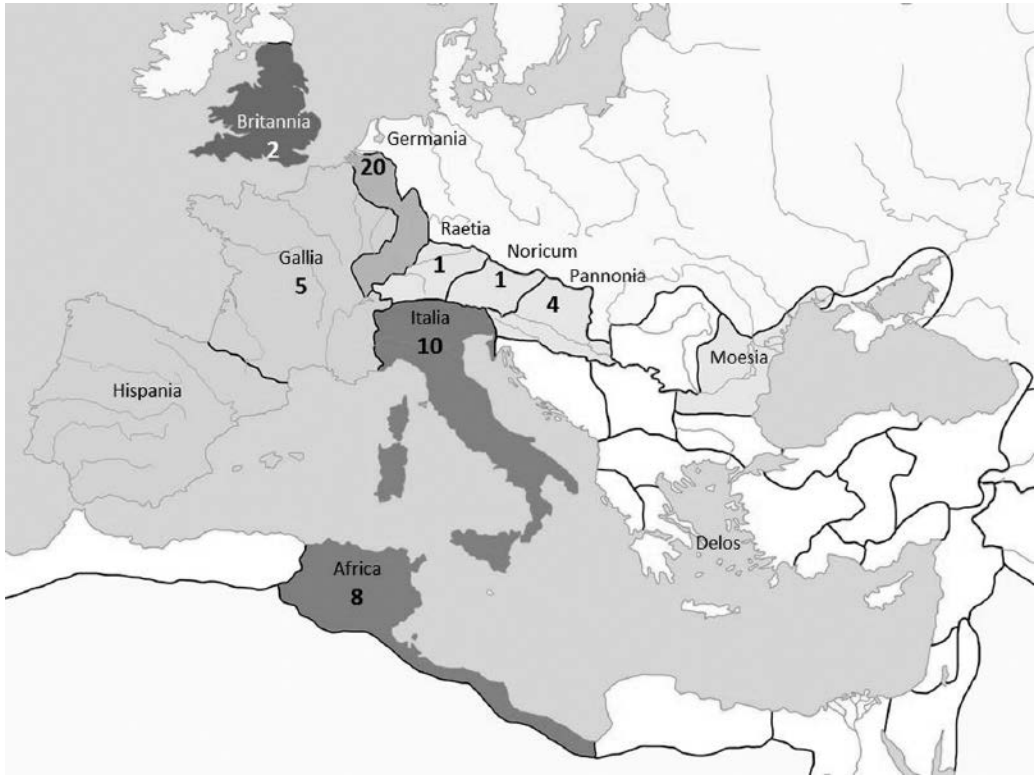 Britannia
2
Germania
20
Raetia
1
Noricum
1
Pannonia
4
Gallia
5
Italia
10
Moesia
Hispania
Delos
Africa
8